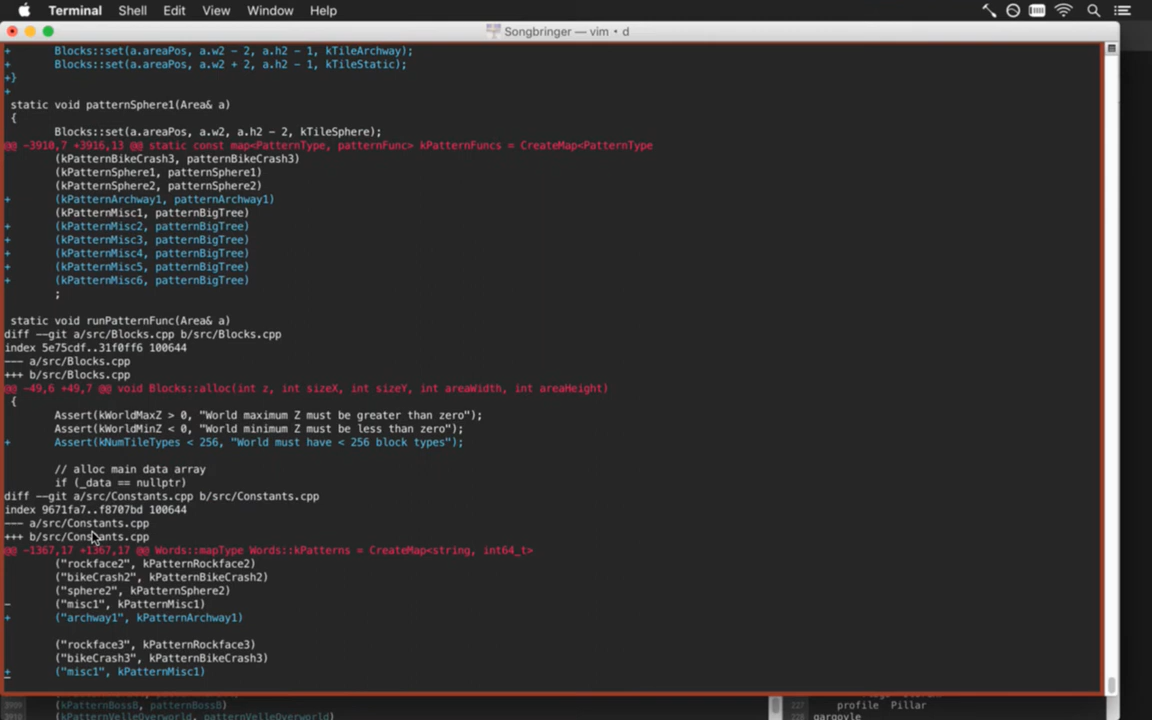 Terminal Shell Edit View Window Help
Songbringer — vim • d
+ Blocks::set(a.areaPos, a.w2 - 2, a.h2 - 1, kTileArchway);
+ Blocks::set(a.areaPos, a.w2 + 2, a.h2 - 1, kTileStatic);
+}
+
static void patternSphere1(Area& a)
{
Blocks::set(a.areaPos, a.w2, a.h2 - 2, kTileSphere);
@@ -3910,7 +3916,13 @@ static const map<PatternType, patternFunc> kPatternFuncs = CreateMap<PatternType
(kPatternBikeCrash3, patternBikeCrash3)
(kPatternSphere1, patternSphere1)
(kPatternSphere2, patternSphere2)
+ (kPatternArchway1, patternArchway1)
(kPatternMisc1, patternBigTree)
+ (kPatternMisc2, patternBigTree)
+ (kPatternMisc3, patternBigTree)
+ (kPatternMisc4, patternBigTree)
+ (kPatternMisc5, patternBigTree)
+ (kPatternMisc6, patternBigTree)
;
static void runPatternFunc(Area& a)
diff --git a/src/Blocks.cpp b/src/Blocks.cpp
index 5e75cdf..31f0ff6 100644
--- a/src/Blocks.cpp
+++ b/src/Blocks.cpp
@@ -49,6 +49,7 @@ void Blocks::alloc(int z, int sizeX, int sizeY, int areaWidth, int areaHeight)
{
Assert(kWorldMaxZ > 0, "World maximum Z must be greater than zero");
Assert(kWorldMinZ < 0, "World minimum Z must be less than zero");
+ Assert(kNumTileTypes < 256, "World must have < 256 block types");
// alloc main data array
if (_data == nullptr)
diff --git a/src/Constants.cpp b/src/Constants.cpp
index 9671fa7..f8707bd 100644
--- a/src/Constants.cpp
+++ b/src/Constants.cpp
@@ -1367,17 +1367,17 @@ Words::mapType Words::kPatterns = CreateMap<string, int64_t>
("rockface2", kPatternRockface2)
("bikeCrash2", kPatternBikeCrash2)
("sphere2", kPatternSphere2)
- ("misc1", kPatternMisc1)
+ ("archway1", kPatternArchway1)
("rockface3", kPatternRockface3)
("bikeCrash3", kPatternBikeCrash3)
+ ("misc1", kPatternMisc1)
3999 (kPatternBossB, patternBossB)
(kPatternVelleOverworld, patternVelleOverworld)
227 profile Pillar
228 gargoyle